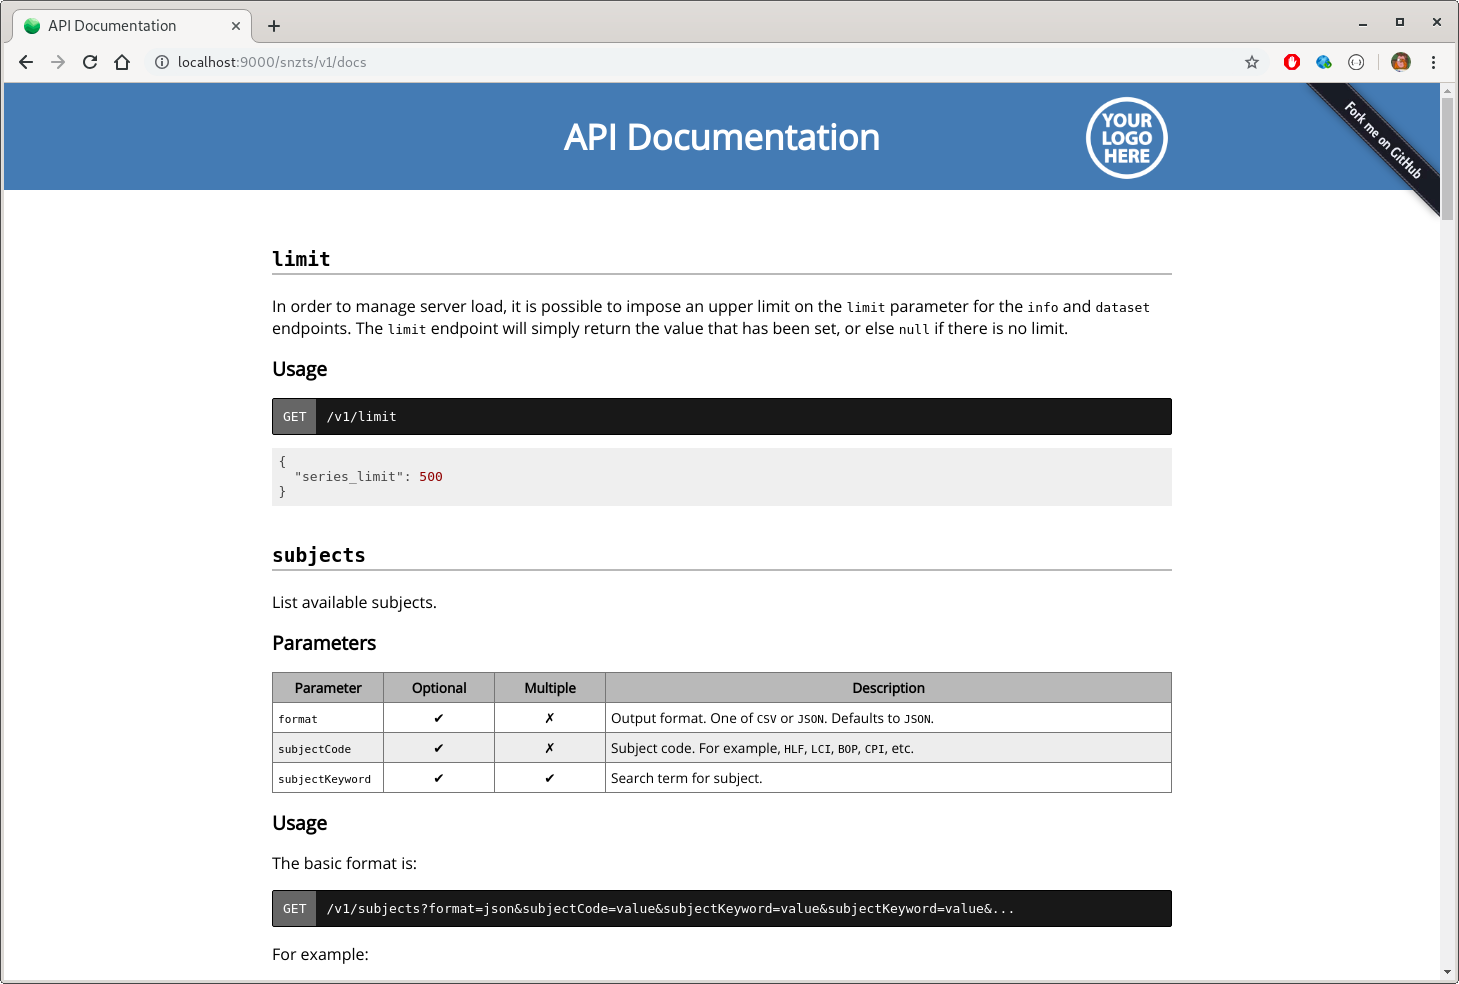 API Documentation
localhost:9000/snzts/v1/docs
API Documentation
YOUR
LOGO
HERE
Fork me on GitHub
limit
In order to manage server load, it is possible to impose an upper limit on the limit parameter for the info and dataset
endpoints. The limit endpoint will simply return the value that has been set, or else null if there is no limit.
Usage
GET /v1/limit
{
"series_limit": 500
}
subjects
List available subjects.
Parameters
Parameter Optional Multiple Description
format ✔ ✗ Output format. One of CSV or JSON. Defaults to JSON.
subjectCode ✔ ✗ Subject code. For example, HLF, LCI, BOP, CPI, etc.
subjectKeyword ✔ ✔ Search term for subject.
Usage
The basic format is:
GET /v1/subjects?format=json&subjectCode=value&subjectKeyword=value&subjectKeyword=value&...
For example: